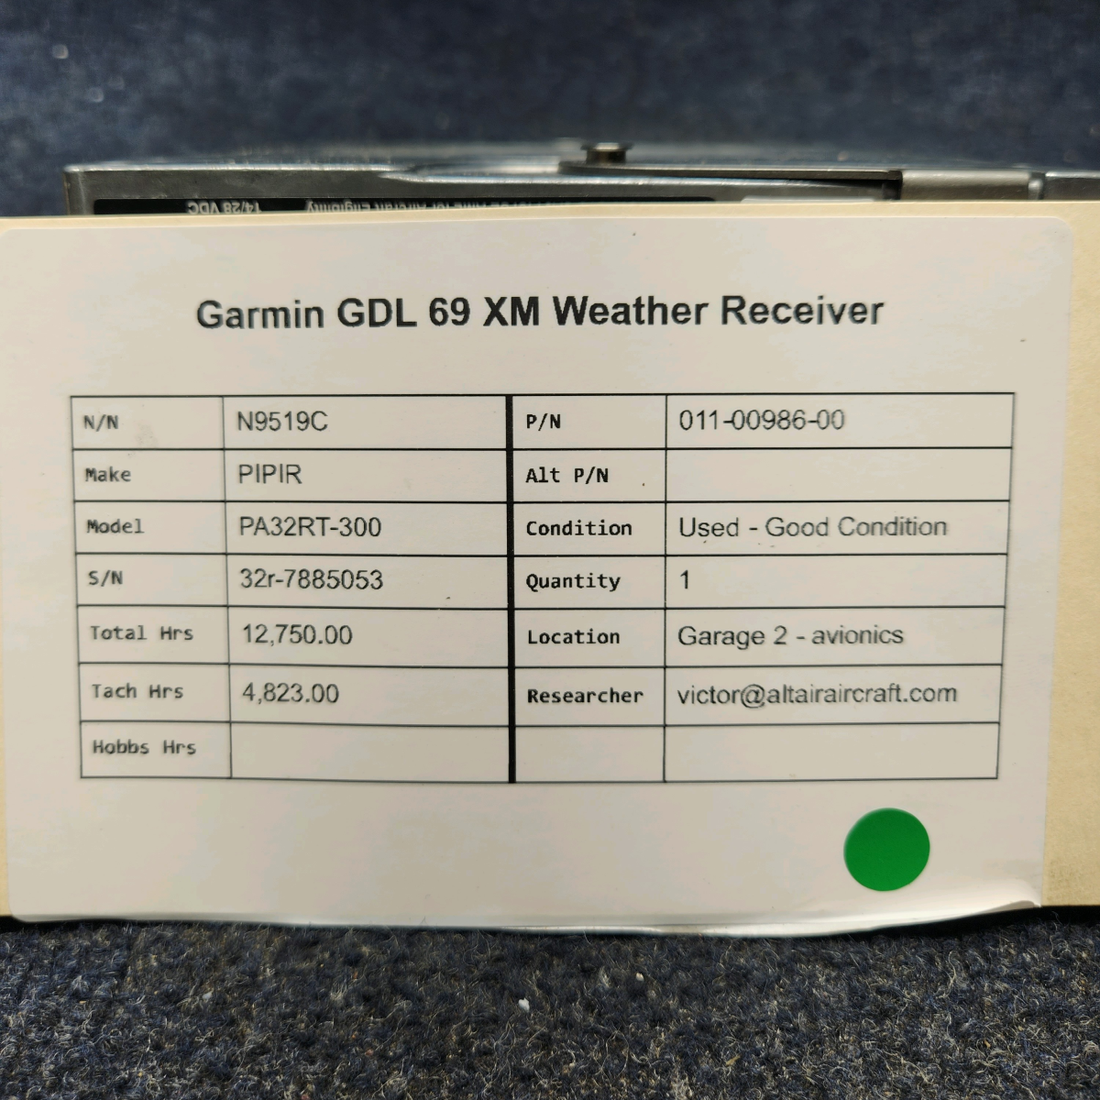 14/28 VDC
Garmin GDL 69 XM Weather Receiver
N/N N9519C P/N 011-00986-00
Make PIPIR Alt P/N
Model PA32RT-300 Condition Used - Good Condition
S/N 32r-7885053 Quantity 1
Total Hrs 12,750.00 Location Garage 2 - avionics
Tach Hrs 4,823.00 Researcher victor@altairaircraft.com
Hobbs Hrs